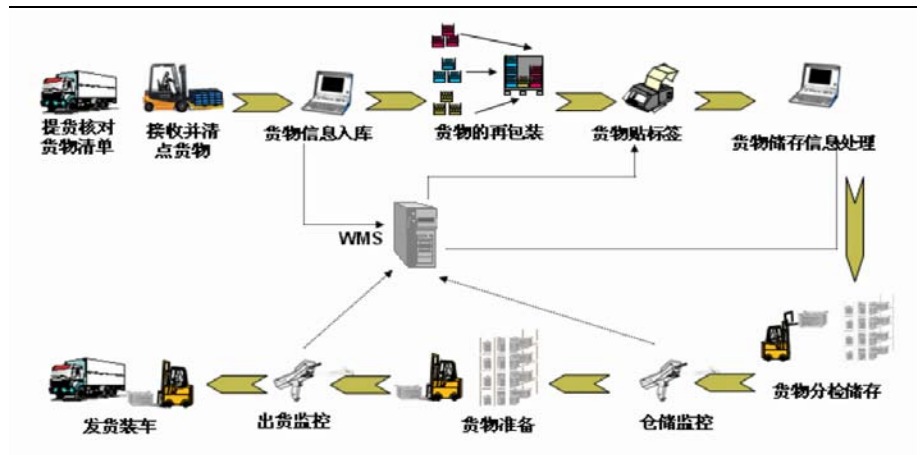 提货核对
货物清单
接收并清
点货物
货物信息入库
货物的再包装
货物贴标签
货物储存信息处理
WMS
发货装车
出货监控
货物准备
仓储监控
货物分检储存